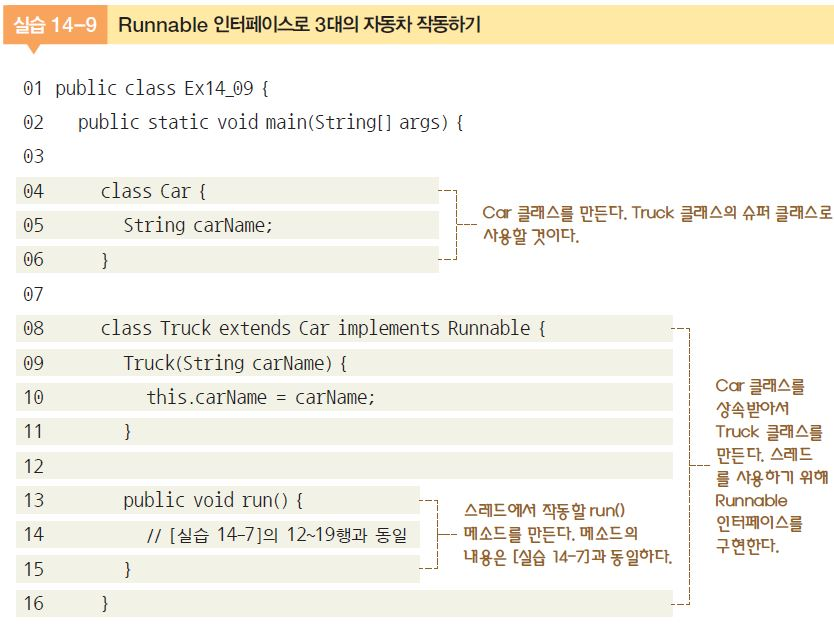 실습 14-9 Runnable 인터페이스로 3대의 자동차 작동하기
01 public class Ex14_09 {
02 public static void main(String[] args) {
03
04 class Car {
05 String carName;
06 }
Car 클래스를 만든다. Truck 클래스의 슈퍼 클래스로
사용할 것이다.
07
08 class Truck extends Car implements Runnable {
09 Truck(String carName) {
10 this.carName = carName;
11 }
12
13 public void run() {
14 // [실습 14-7]의 12~19행과 동일
15 }
16 }
스레드에서 작동할 run()
메소드를 만든다. 메소드의
내용은 [실습 14-7]과 동일하다.
Car 클래스를
상속받아서
Truck 클래스를
만든다. 스레드
를 사용하기 위해
Runnable
인터페이스를
구현한다.